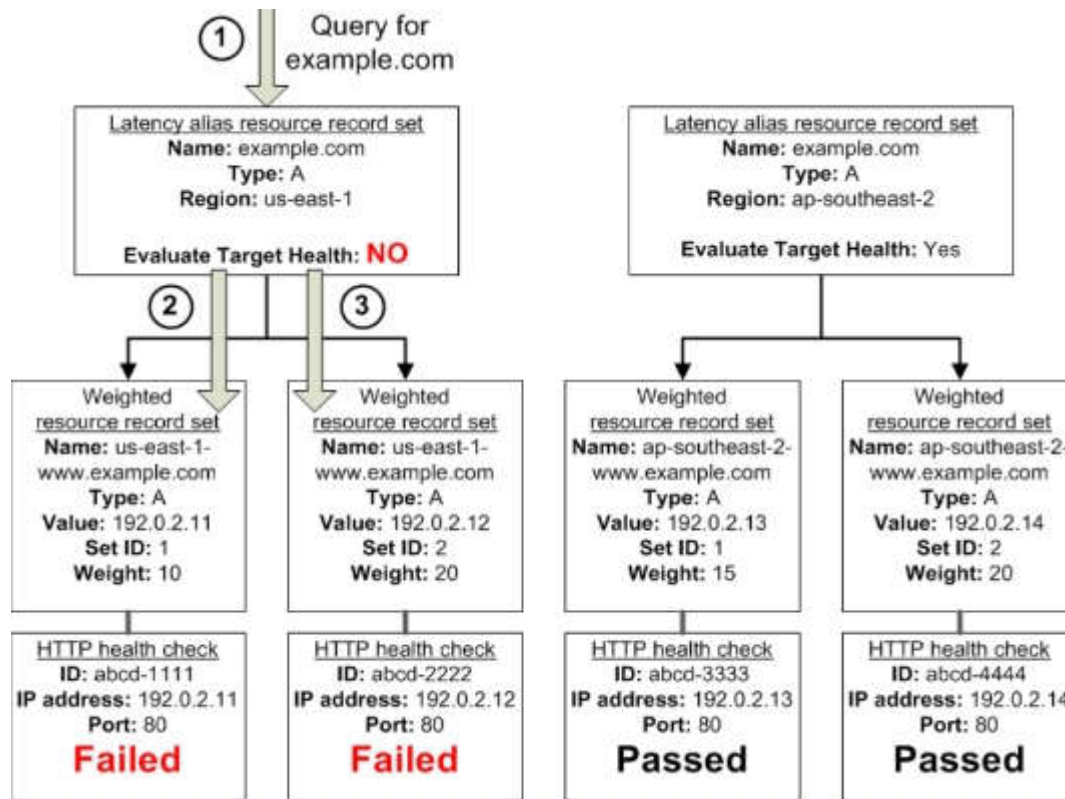 1
Query for
example.com
Latency alias resource record set
Name: example.com
Type: A
Region: us-east-1
Evaluate Target Health: NO
Latency alias resource record set
Name: example.com
Type: A
Region: ap-southeast-2
Evaluate Target Health: Yes
2
3
Weighted
resource record set
Name: us-east-1-
www.example.com
Type: A
Value: 192.0.2.11
Set ID: 1
Weight: 10
Weighted
resource record set
Name: us-east-1-
www.example.com
Type: A
Value: 192.0.2.12
Set ID: 2
Weight: 20
Weighted
resource record set
Name: ap-southeast-2-
www.example.com
Type: A
Value: 192.0.2.13
Set ID: 1
Weight: 15
Weighted
resource record set
Name: ap-southeast-2-
www.example.com
Type: A
Value: 192.0.2.14
Set ID: 2
Weight: 20
HTTP health check
ID: abcd-1111
IP address: 192.0.2.11
Port: 80
Failed
HTTP health check
ID: abcd-2222
IP address: 192.0.2.12
Port: 80
Failed
HTTP health check
ID: abcd-3333
IP address: 192.0.2.13
Port: 80
Passed
HTTP health check
ID: abcd-4444
IP address: 192.0.2.14
Port: 80
Passed